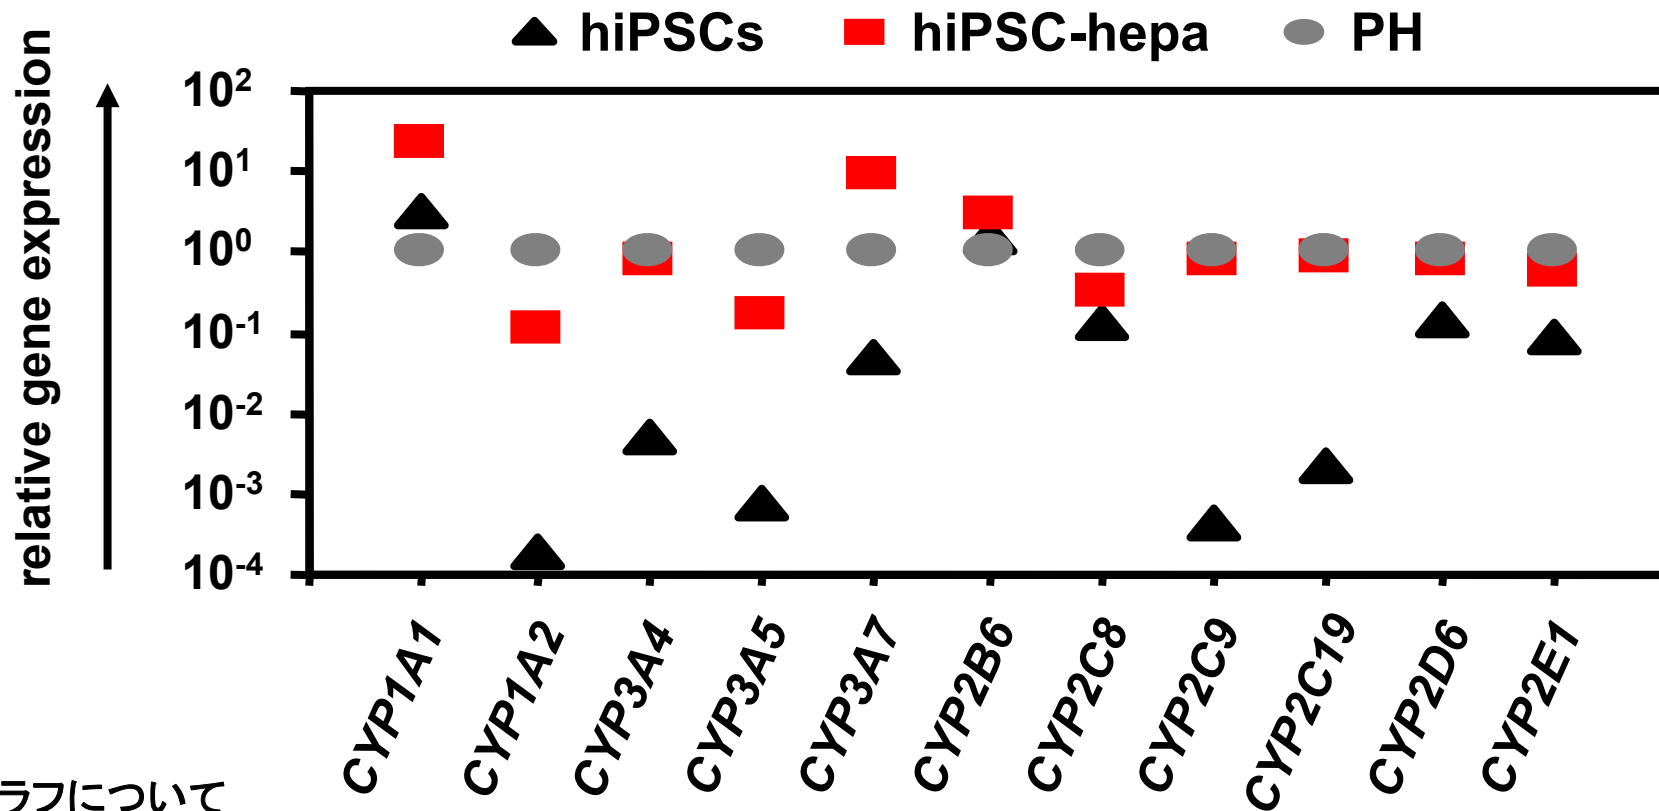 hiPSCs hiPSC-hepa PH
relative gene expression
10²
10¹
10⁰
10⁻¹
10⁻²
10⁻³
10⁻⁴
CYP1A1
CYP1A2
CYP3A4
CYP3A5
CYP3A7
CYP2B6
CYP2C8
CYP2C9
CYP2C19
CYP2D6
CYP2E1
ラフについて